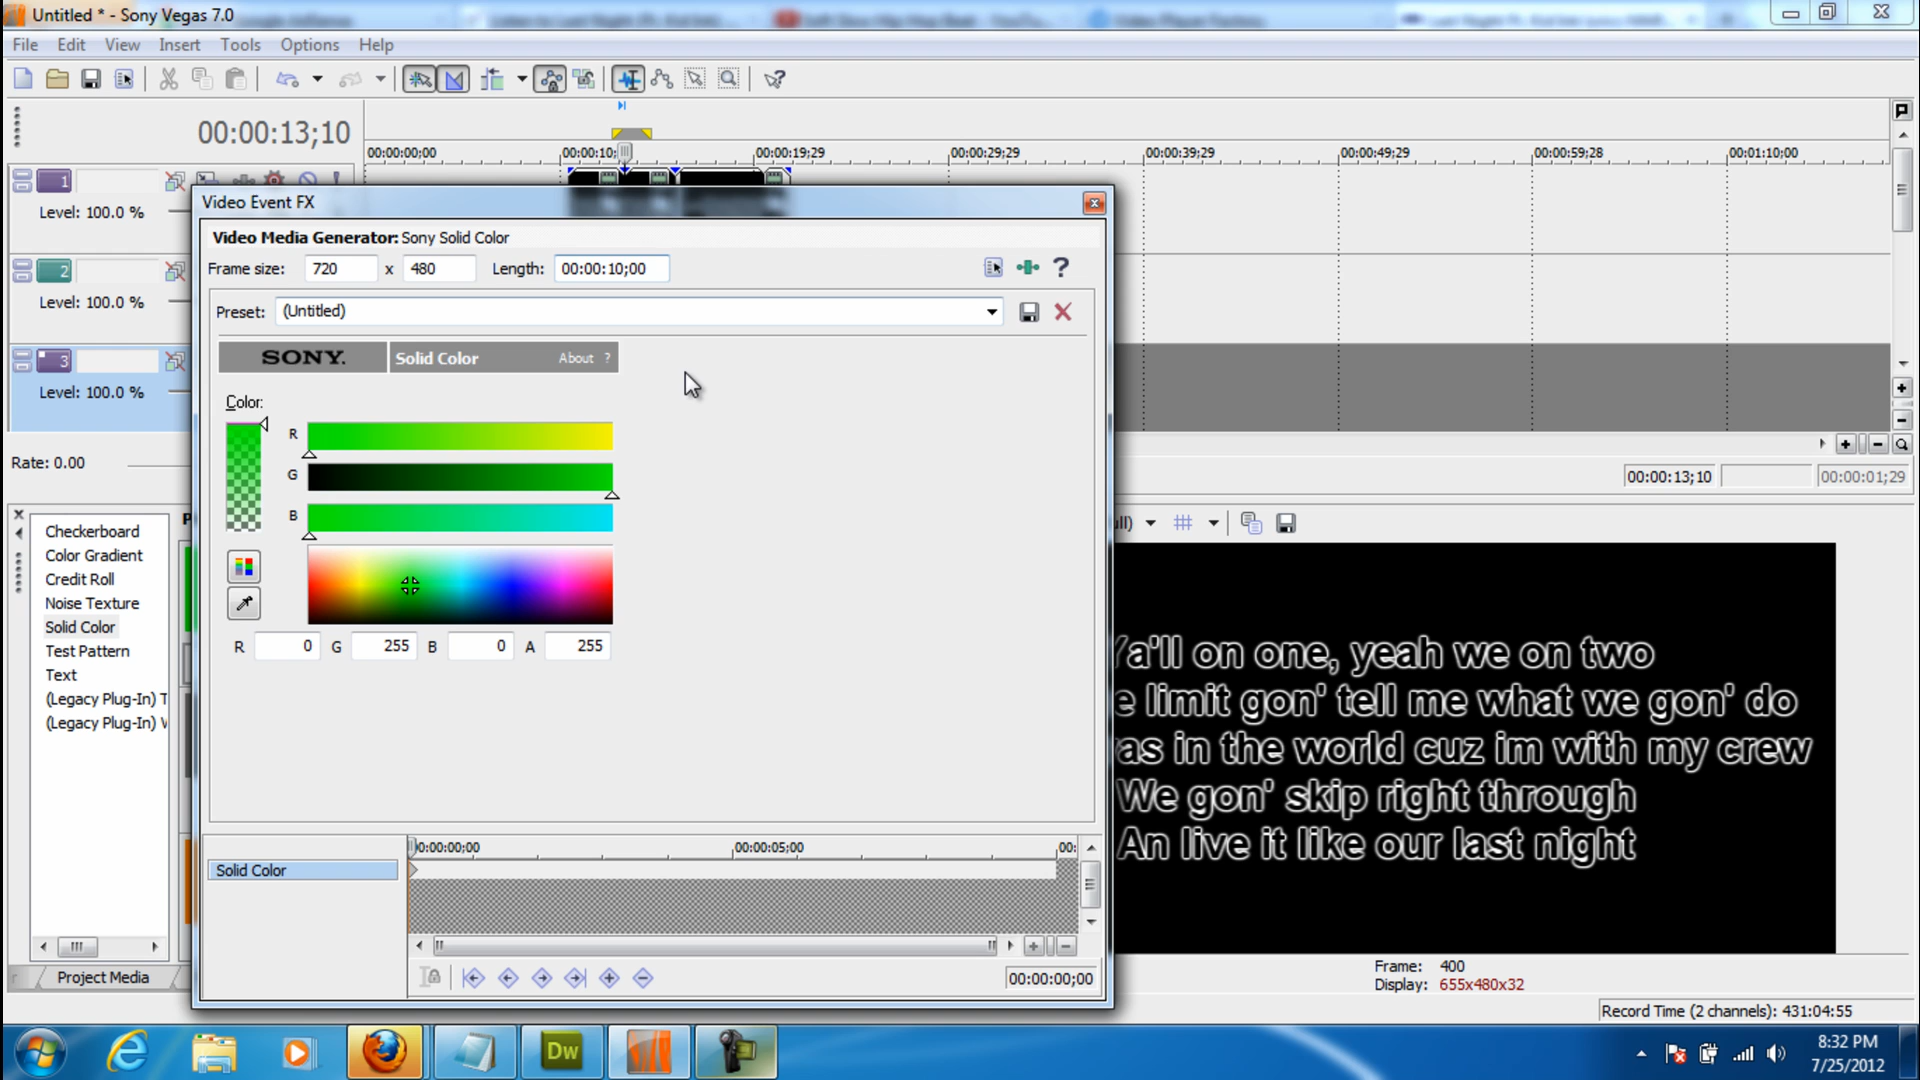 Untitled * - Sony Vegas 7.0
File Edit View Insert Tools Options Help
00:00:13;10
00:00:00;00 00:00:10; 00:00:19;29 00:00:29;29 00:00:39;29 00:00:49;29 00:00:59;28 00:01:10;00
1
Level: 100.0 %
2
Level: 100.0 %
3
Level: 100.0 %
Rate: 0.00
Video Event FX
Video Media Generator: Sony Solid Color
Frame size: 720 x 480 Length: 00:00:10;00
Preset: (Untitled)
SONY. Solid Color About ?
Color:
R
G
B
R 0 G 255 B 0 A 255
00:00:13;10 00:00:01;29
Checkerboard
Color Gradient
Credit Roll
Noise Texture
Solid Color
Test Pattern
Text
(Legacy Plug-In) T
(Legacy Plug-In) V
Project Media
Solid Color
0:00:00;00 00:00:05;00 00:
00:00:00;00
Ya'll on one, yeah we on two
e limit gon' tell me what we gon' do
as in the world cuz im with my crew
We gon' skip right through
An live it like our last night
Frame: 400
Display: 655x480x32
Record Time (2 channels): 431:04:55
Dw
8:32 PM
7/25/2012